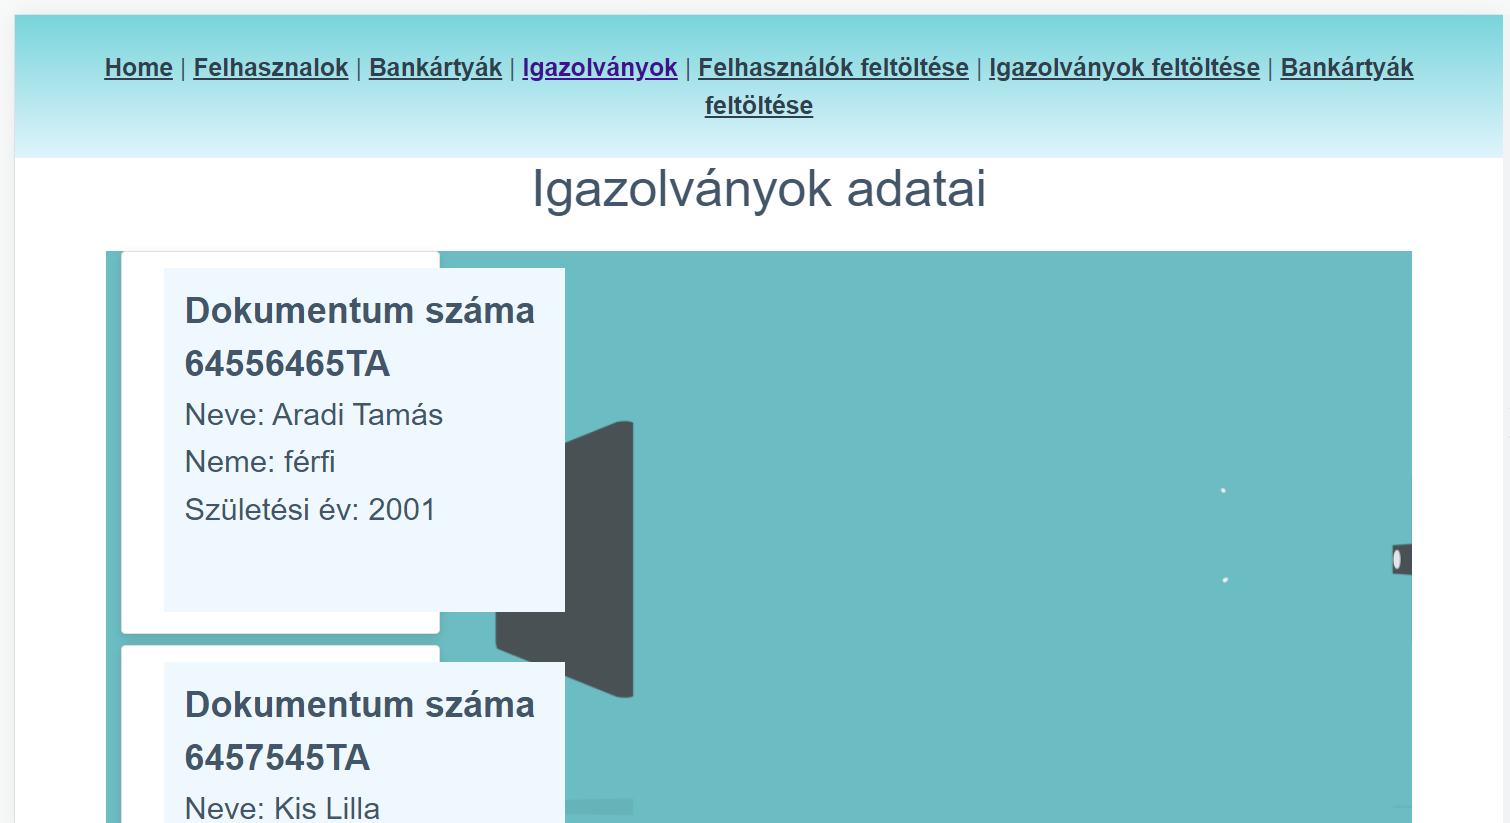 Home | Felhasznalok | Bankártyák | Igazolványok | Felhasználók feltöltése | Igazolványok feltöltése | Bankártyák
feltöltése
Igazolványok adatai
Dokumentum száma
64556465TA
Neve: Aradi Tamás
Neme: férfi
Születési év: 2001
Dokumentum száma
6457545TA
Neve: Kis Lilla